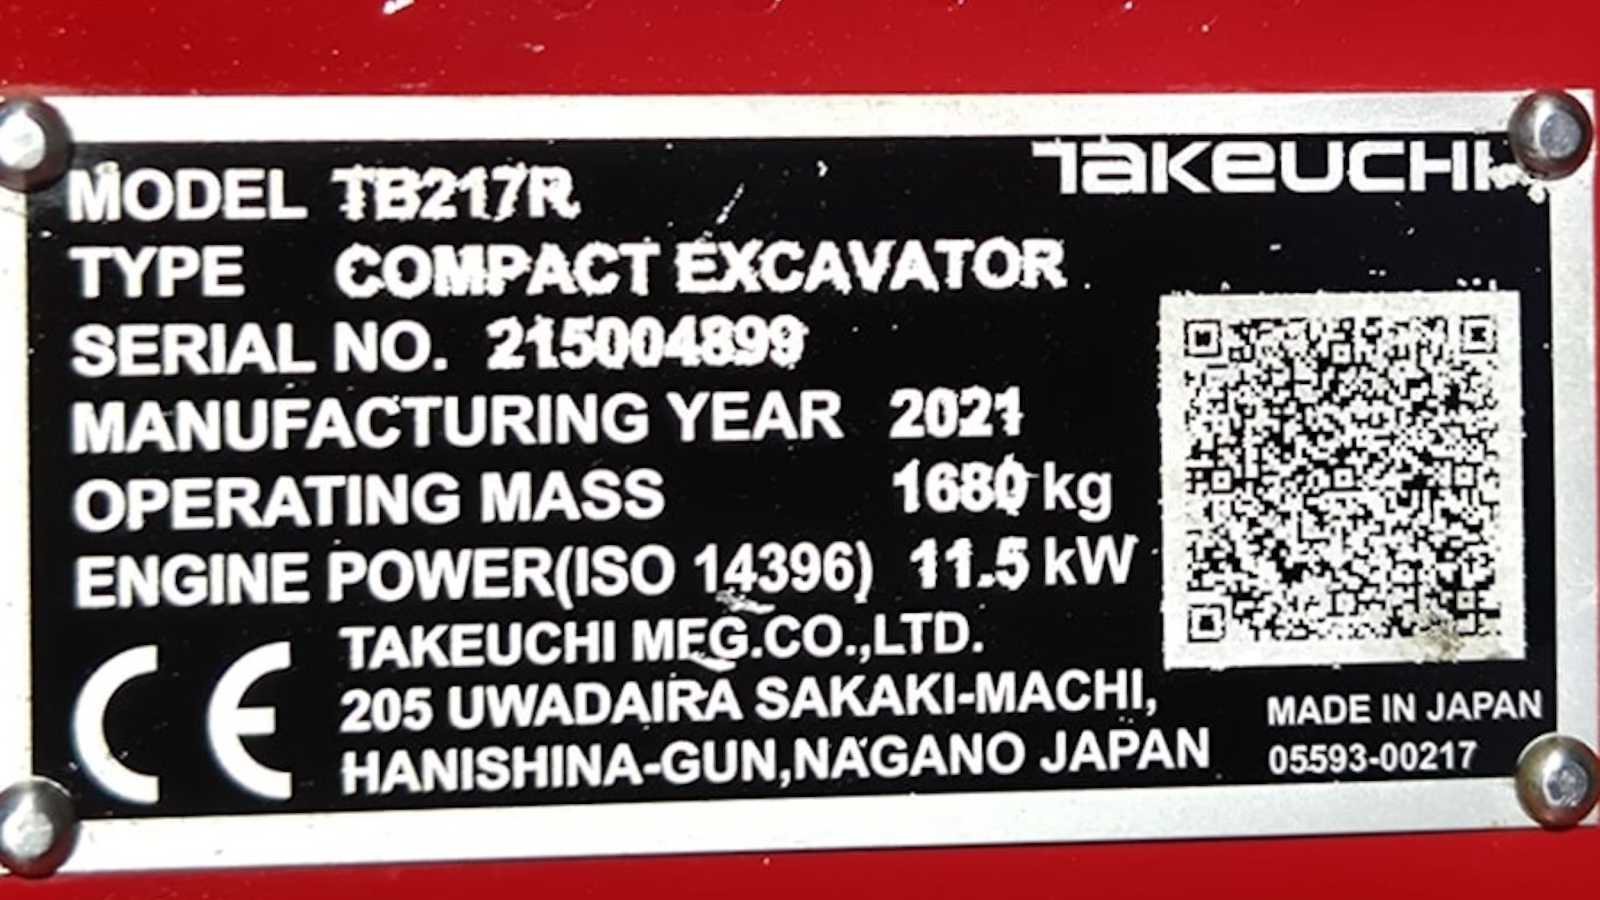 TAKEUCHI
MODEL TB217R
TYPE COMPACT EXCAVATOR
SERIAL NO. 215004899
MANUFACTURING YEAR 2021
OPERATING MASS 1680 kg
ENGINE POWER(ISO 14396) 11.5 kW
TAKEUCHI MFG.CO.,LTD.
205 UWADAIRA SAKAKI-MACHI,
HANISHINA-GUN,NAGANO JAPAN
CE
MADE IN JAPAN
05593-00217